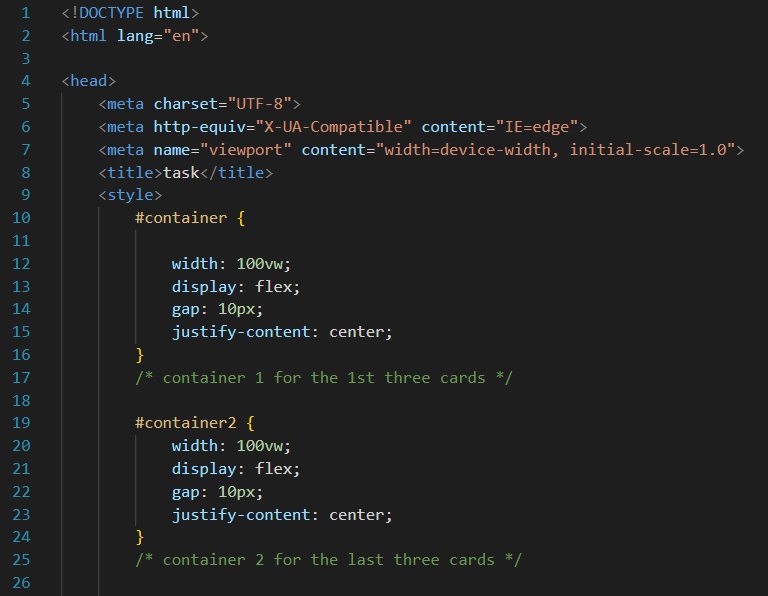 1 <!DOCTYPE html>
2 <html lang="en">
3
4 <head>
5 <meta charset="UTF-8">
6 <meta http-equiv="X-UA-Compatible" content="IE=edge">
7 <meta name="viewport" content="width=device-width, initial-scale=1.0">
8 <title>task</title>
9 <style>
10 #container {
11
12 width: 100vw;
13 display: flex;
14 gap: 10px;
15 justify-content: center;
16 }
17 /* container 1 for the 1st three cards */
18
19 #container2 {
20 width: 100vw;
21 display: flex;
22 gap: 10px;
23 justify-content: center;
24 }
25 /* container 2 for the last three cards */
26